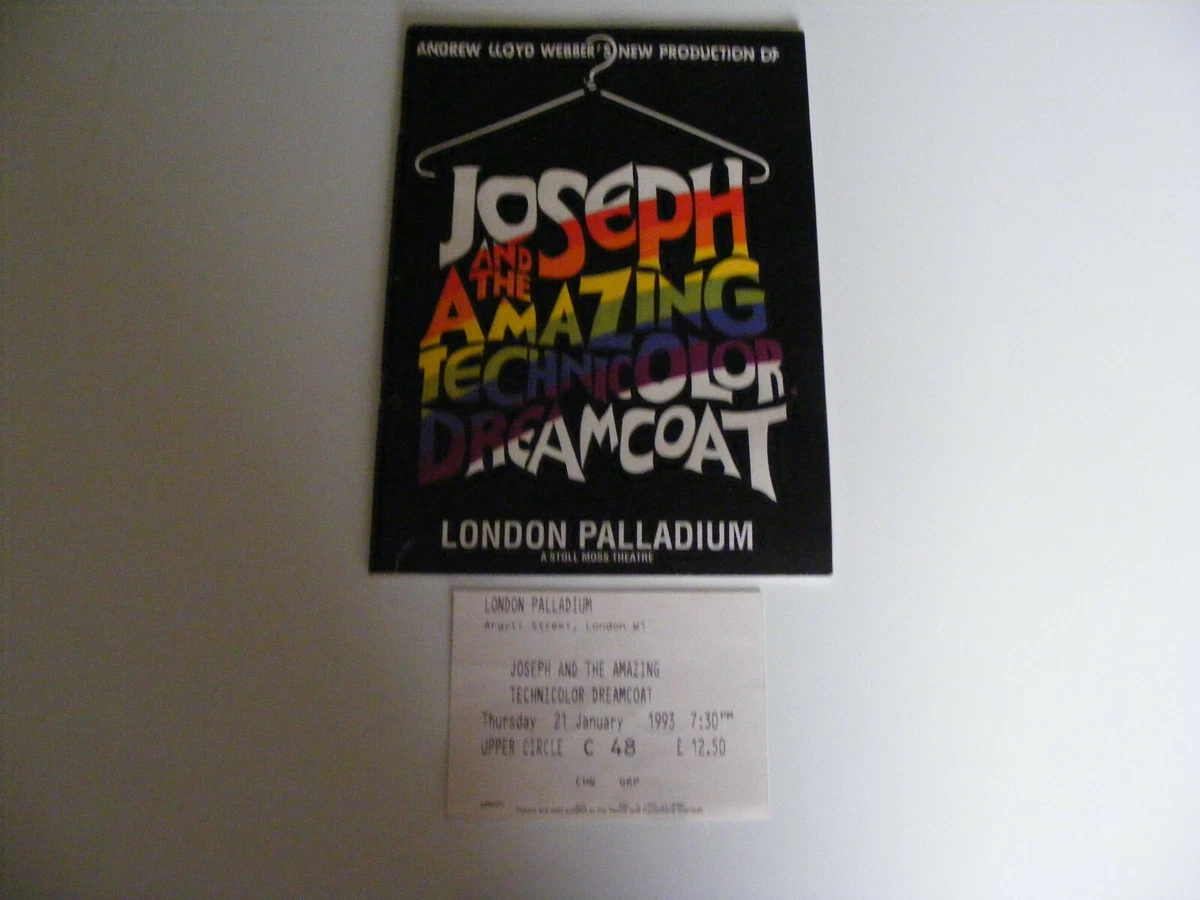 ANDREW LLOYD WEBBER'S NEW PRODUCTION OF
JOSEPH
AND
THE
AMAZING
TECHNICOLOR
DREAMCOAT
LONDON PALLADIUM
A STOLL MOSS THEATRE
LONDON PALLADIUM
Argyll Street, London W1
JOSEPH AND THE AMAZING
TECHNICOLOR DREAMCOAT
Thursday 21 January 1993 7:30PM
UPPER CIRCLE C 48 £ 12.50
CHQ GRP